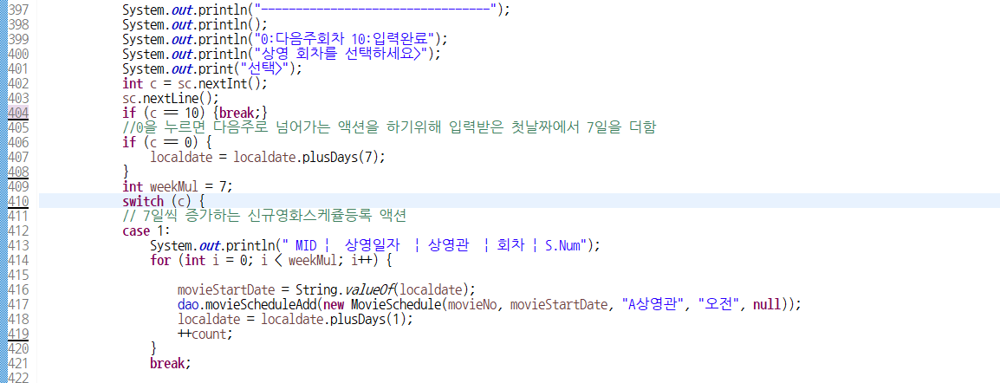 397 System.out.println("---------------------------------");
398 System.out.println();
399 System.out.println("0:다음주회차 10:입력완료");
400 System.out.println("상영 회차를 선택하세요>");
401 System.out.print("선택>");
402 int c = sc.nextInt();
403 sc.nextLine();
404 if (c == 10) {break;}
405 //0을 누르면 다음주로 넘어가는 액션을 하기위해 입력받은 첫날짜에서 7일을 더함
406 if (c == 0) {
407 localdate = localdate.plusDays(7);
408 }
409 int weekMul = 7;
410 switch (c) {
411 // 7일씩 증가하는 신규영화스케쥴등록 액션
412 case 1:
413 System.out.println(" MID | 상영일자 | 상영관 | 회차 | S.Num");
414 for (int i = 0; i < weekMul; i++) {
415
416 movieStartDate = String.valueOf(localdate);
417 dao.movieScheduleAdd(new MovieSchedule(movieNo, movieStartDate, "A상영관", "오전", null));
418 localdate = localdate.plusDays(1);
419 ++count;
420 }
421 break;
422